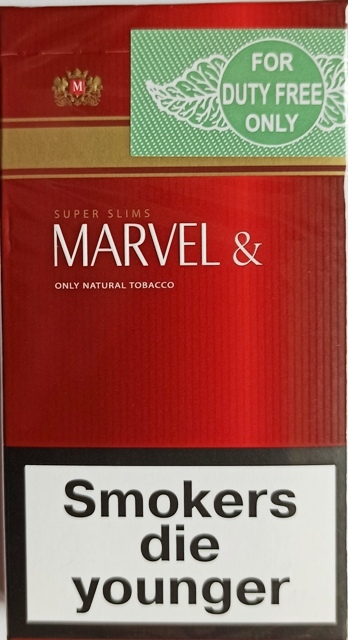 M
FOR
DUTY FREE
ONLY
SUPER SLIMS
MARVEL &
ONLY NATURAL TOBACCO
Smokers
die
younger